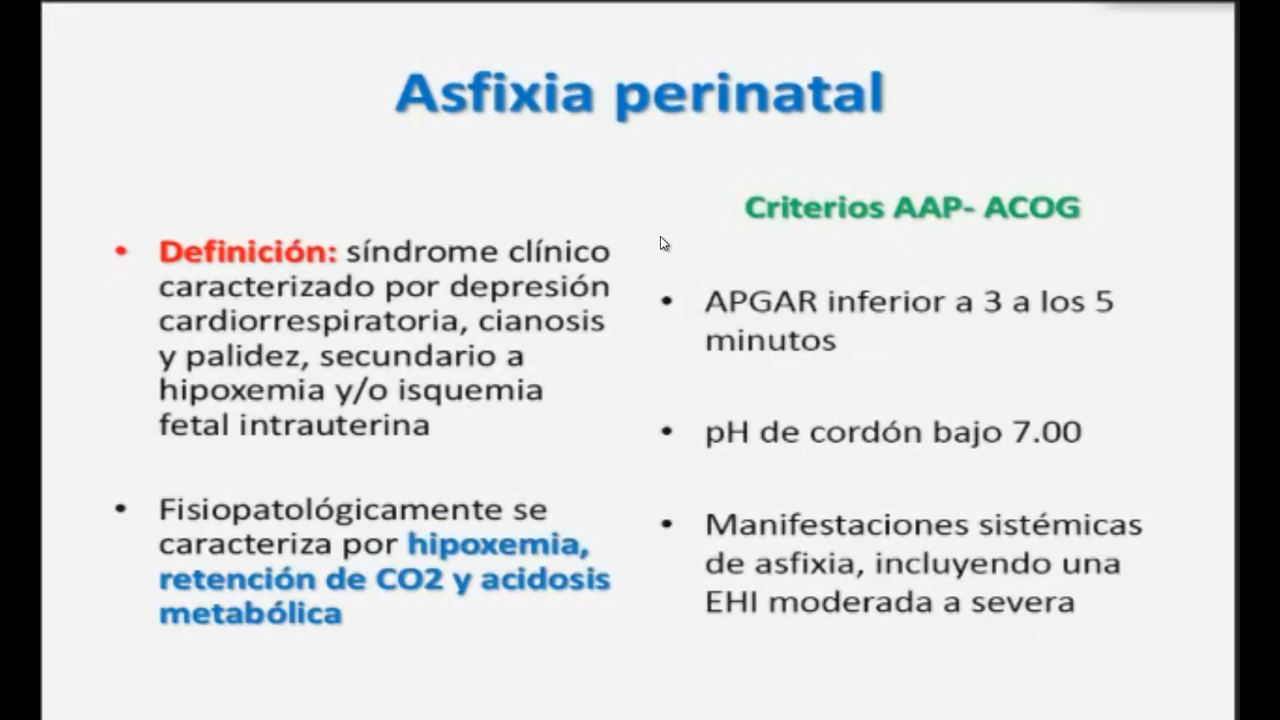 Asfixia perinatal
• Definición: síndrome clínico
caracterizado por depresión
cardiorrespiratoria, cianosis
y palidez, secundario a
hipoxemia y/o isquemia
fetal intrauterina
• Fisiopatológicamente se
caracteriza por hipoxemia,
retención de CO2 y acidosis
metabólica
Criterios AAP- ACOG
• APGAR inferior a 3 a los 5
minutos
• pH de cordón bajo 7.00
• Manifestaciones sistémicas
de asfixia, incluyendo una
EHI moderada a severa